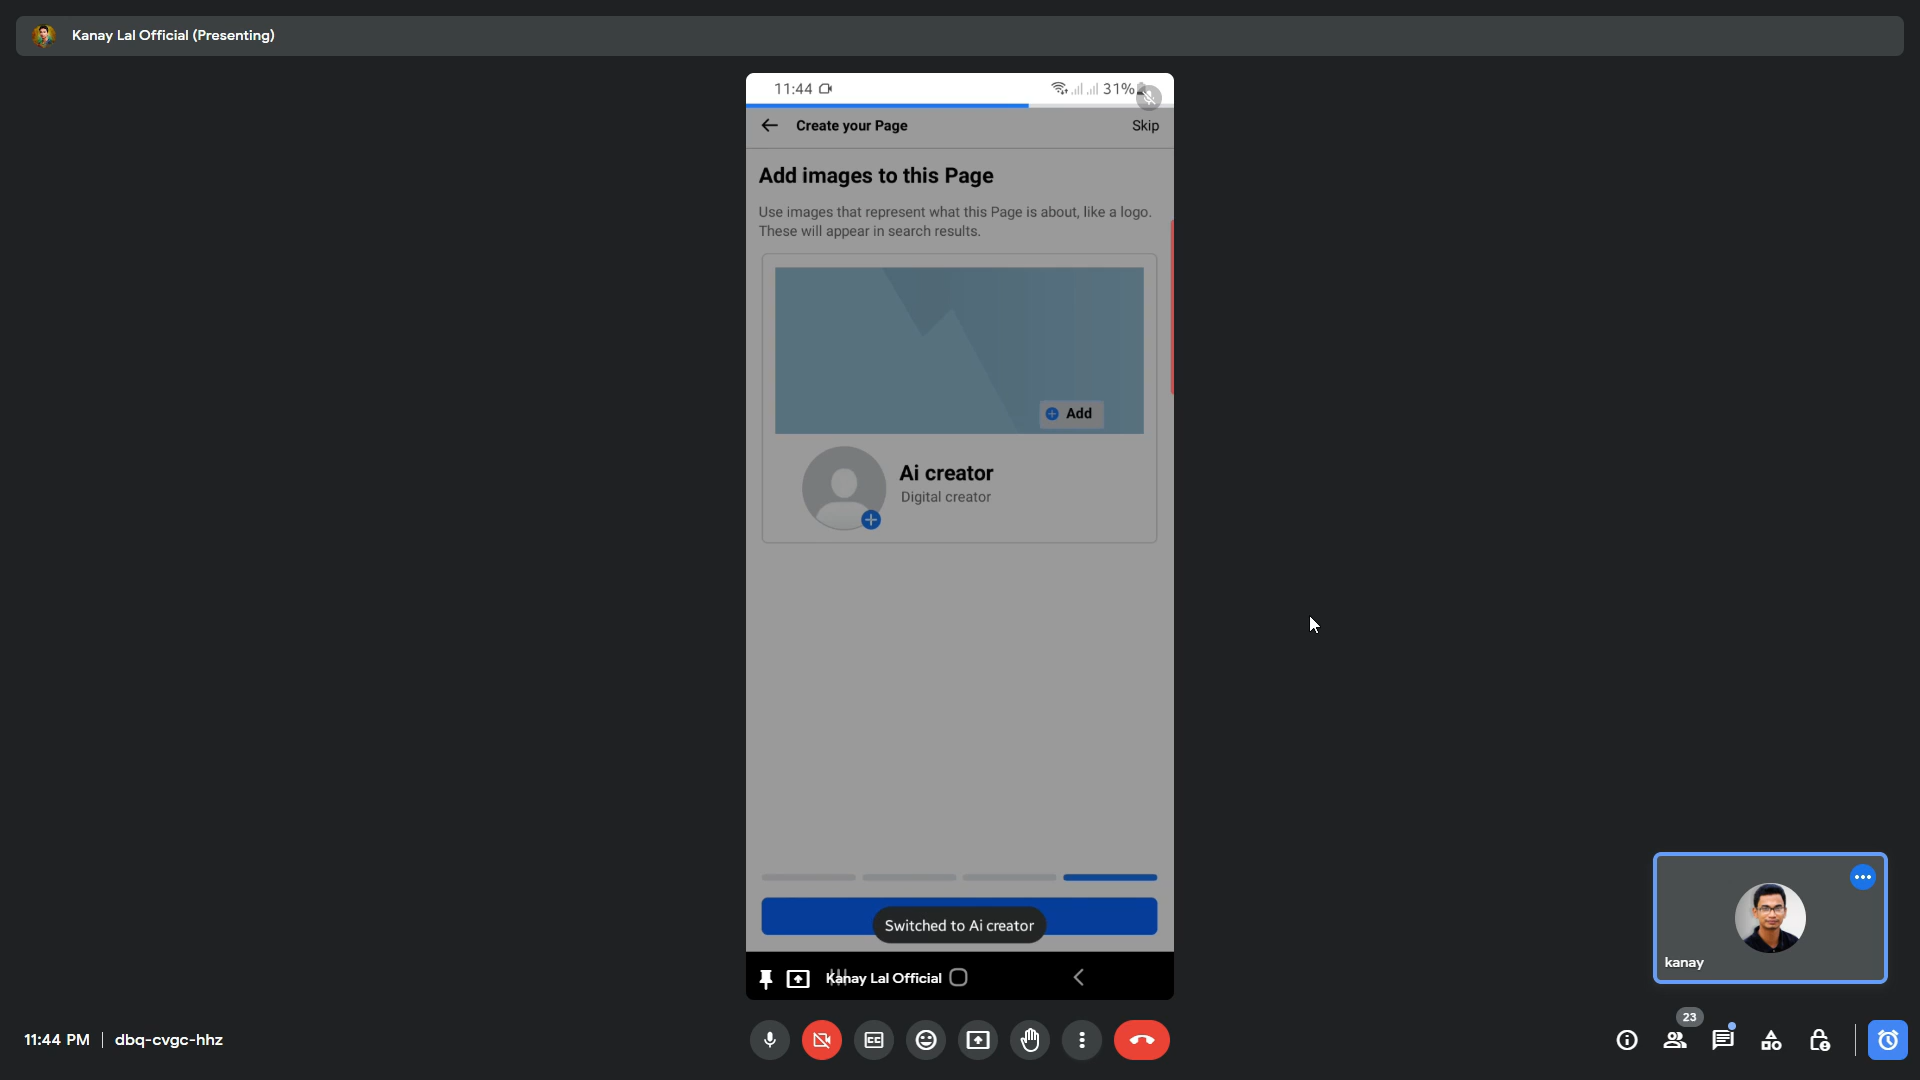 Kanay Lal Official (Presenting)
11:44
31%
Create your Page
Skip
Add images to this Page
Use images that represent what this Page is about, like a logo.
These will appear in search results.
Add
Ai creator
Digital creator
Switched to Ai creator
Kanay Lal Official
kanay
11:44 PM | dbq-cvgc-hhz
23